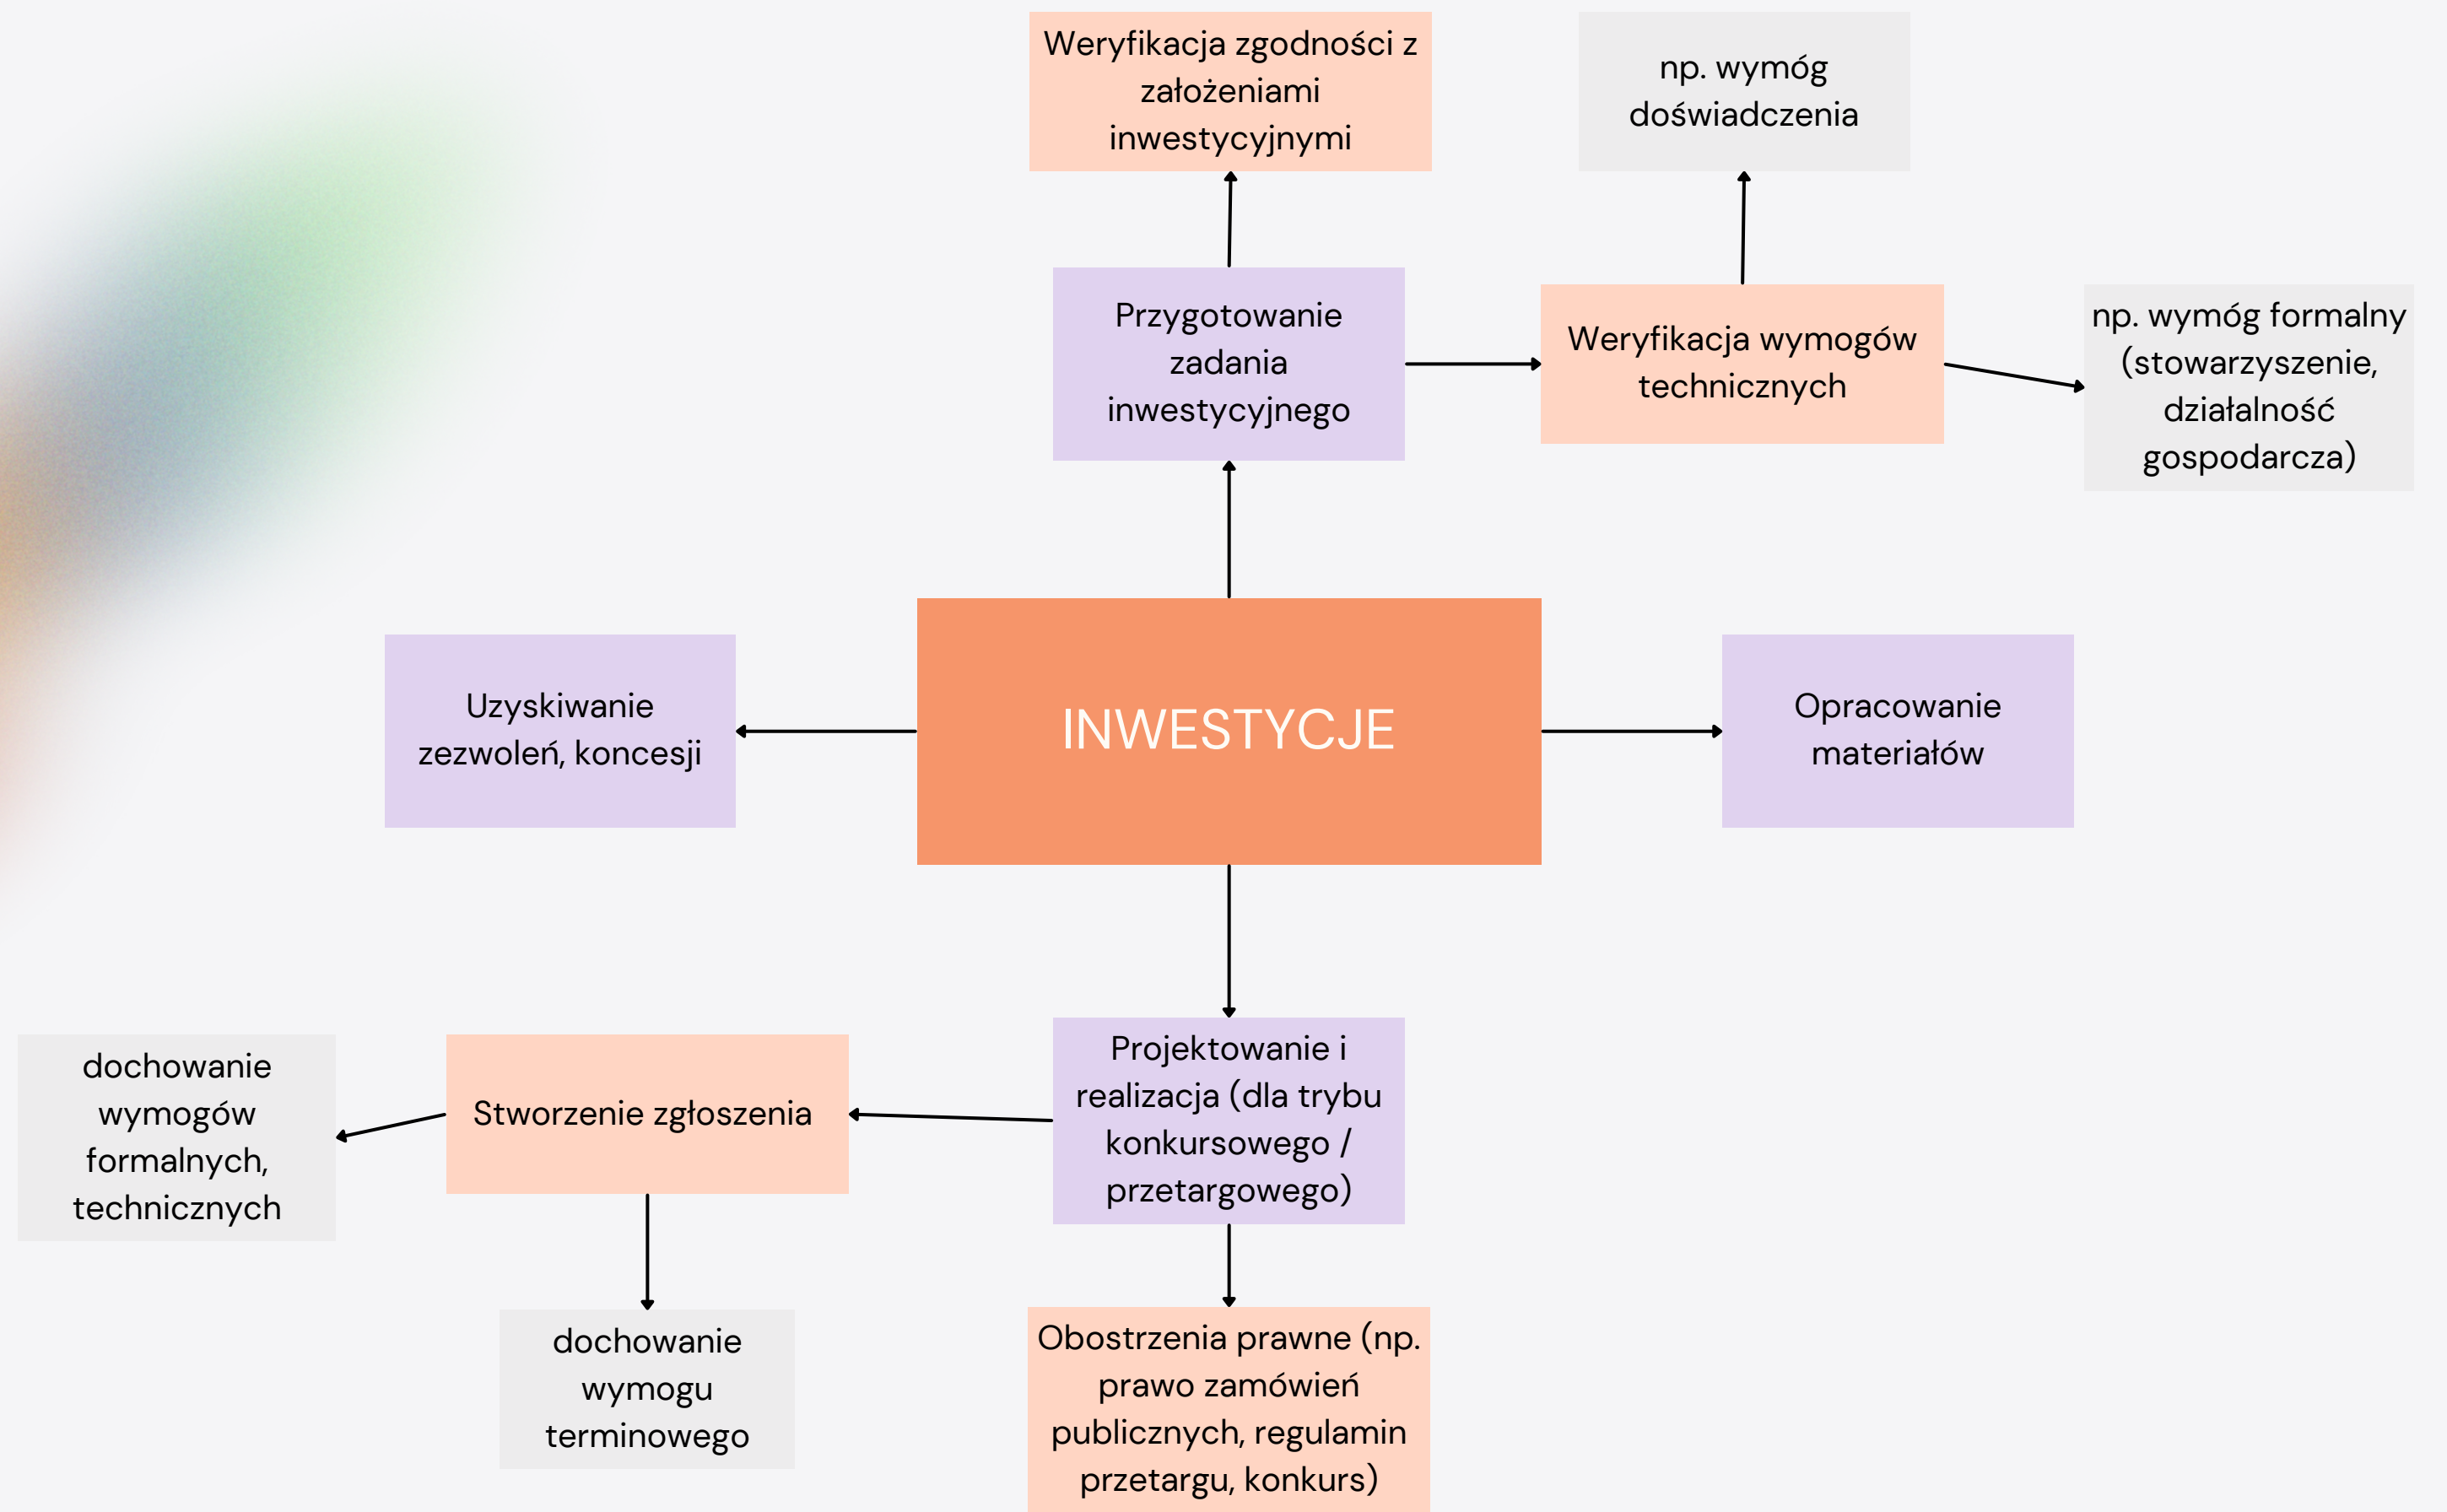 Weryfikacja zgodności z
założeniami
inwestycyjnymi
np. wymóg
doświadczenia
Przygotowanie
zadania
inwestycyjnego
Weryfikacja wymogów
technicznych
np. wymóg formalny
(stowarzyszenie,
działalność
gospodarcza)
Uzyskiwanie
zezwoleń, koncesji
INWESTYCJE
Opracowanie
materiałów
dochowanie
wymogów
formalnych,
technicznych
Stworzenie zgłoszenia
Projektowanie i
realizacja (dla trybu
konkursowego /
przetargowego)
dochowanie
wymogu
terminowego
Obostrzenia prawne (np.
prawo zamówień
publicznych, regulamin
przetargu, konkurs)